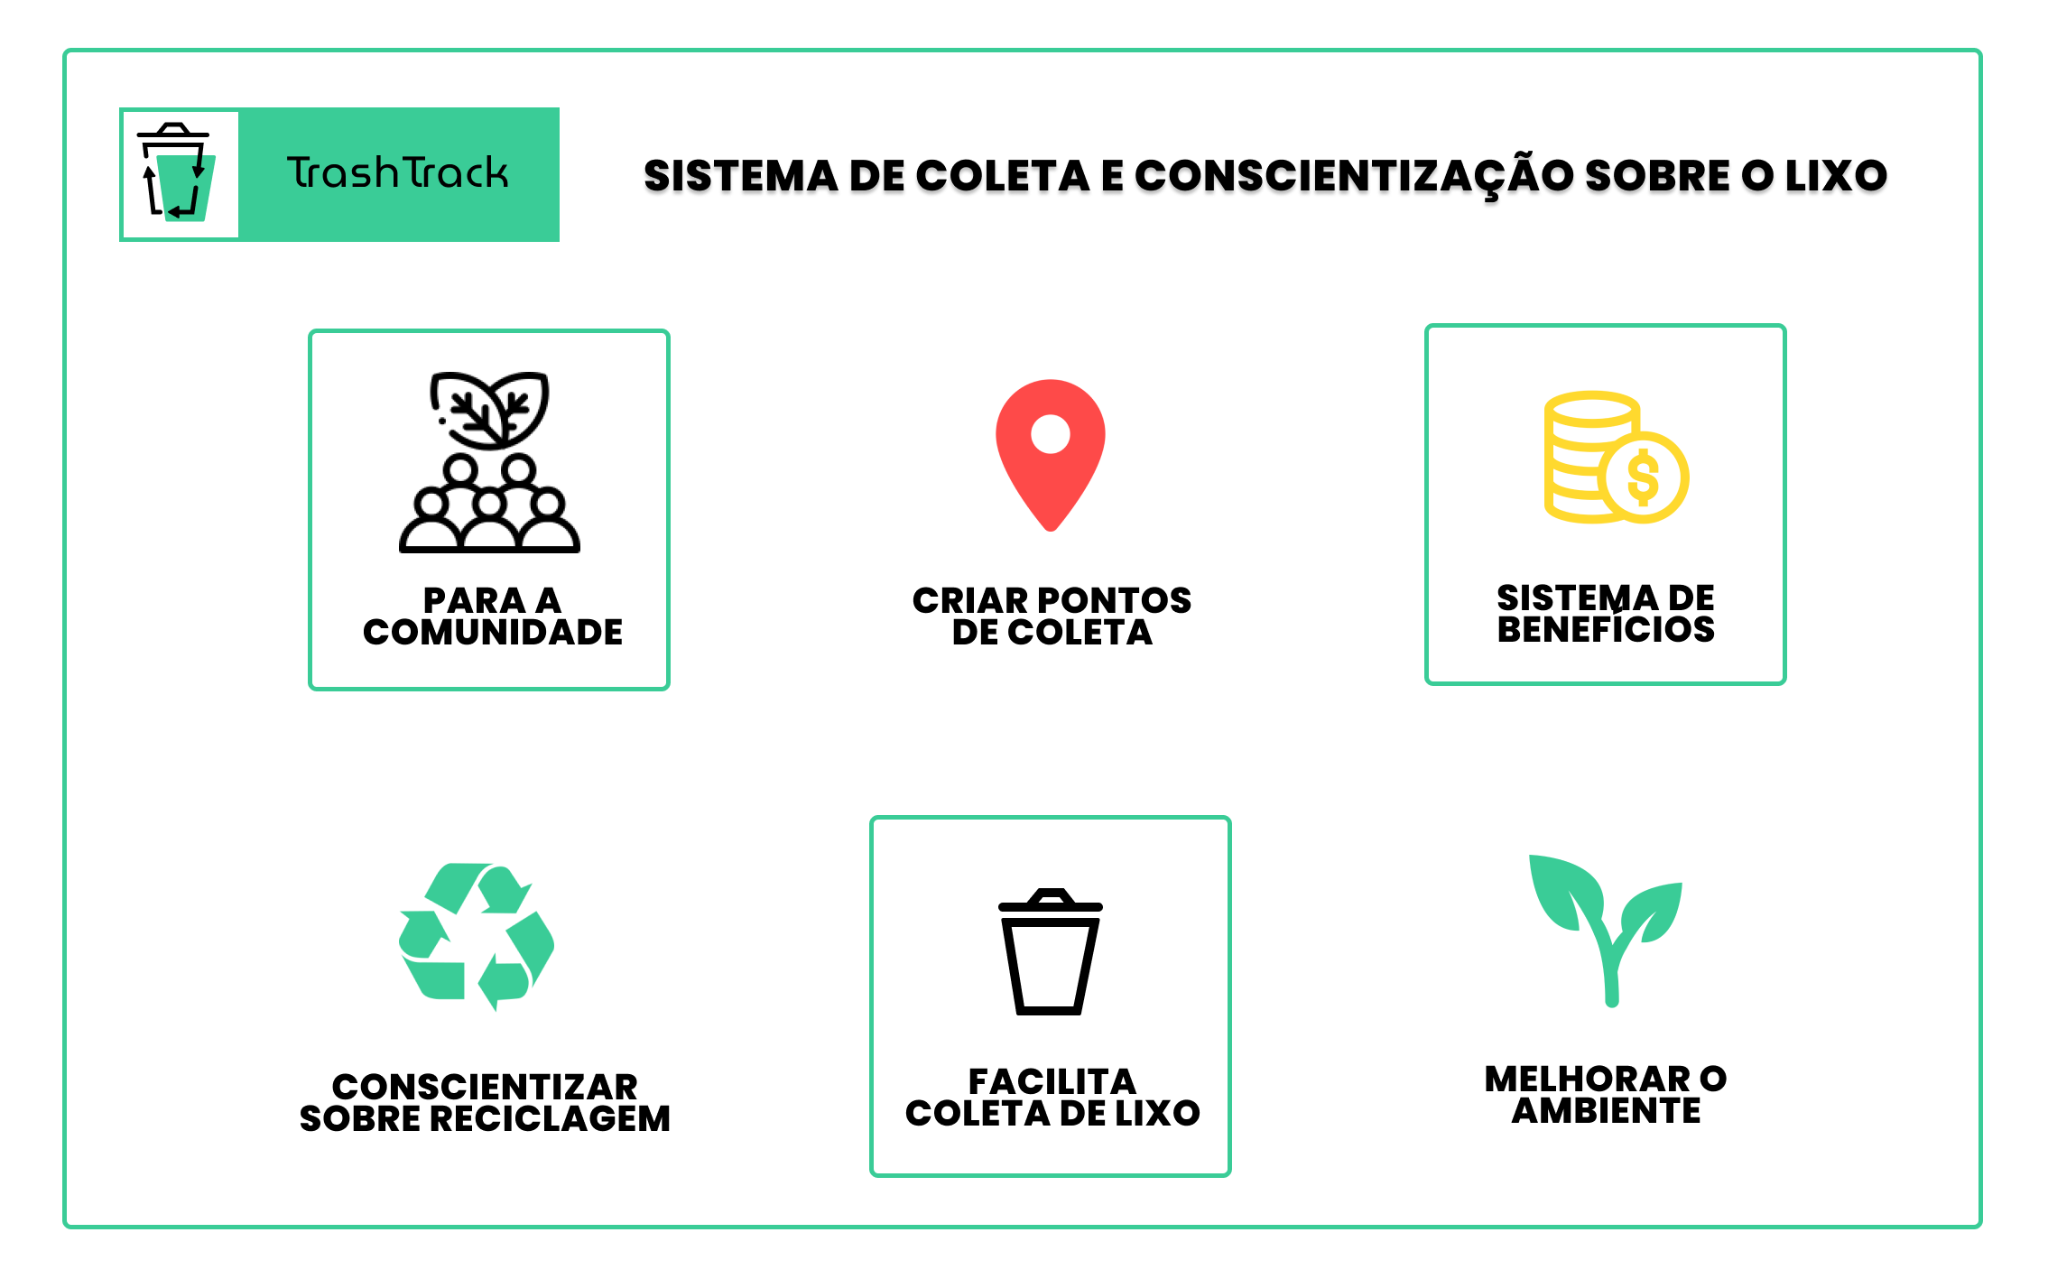 TrashTrack
SISTEMA DE COLETA E CONSCIENTIZAÇÃO SOBRE O LIXO
PARA A
COMUNIDADE
CRIAR PONTOS
DE COLETA
$
SISTEMA DE
BENEFÍCIOS
CONSCIENTIZAR
SOBRE RECICLAGEM
FACILITA
COLETA DE LIXO
MELHORAR O
AMBIENTE